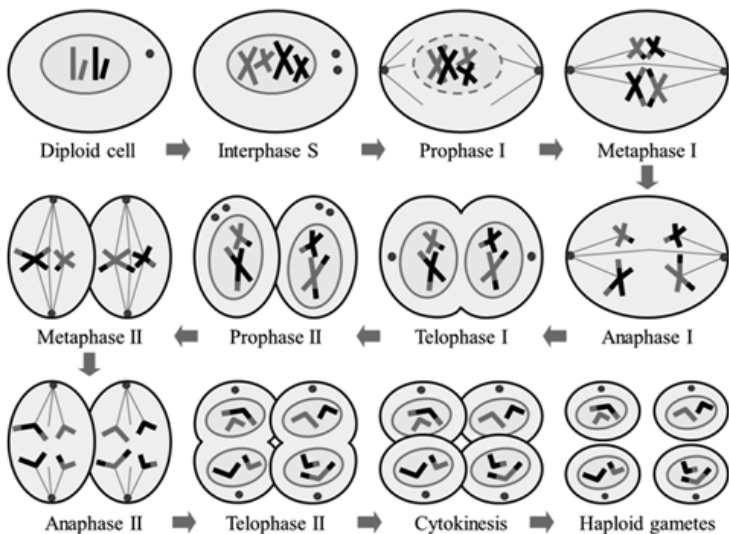 Diploid cell
Interphase S
Prophase I
Metaphase I
Metaphase II
Prophase II
Telophase I
Anaphase I
Anaphase II
Telophase II
Cytokinesis
Haploid gametes